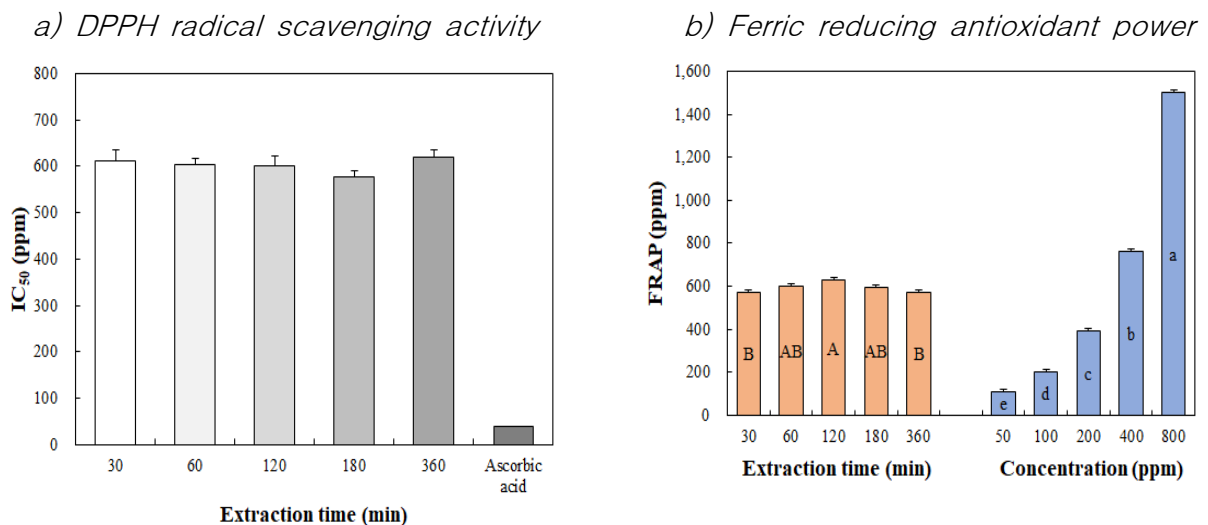 a) DPPH radical scavenging activity
800
700
600
500
400
300
200
100
0
IC50 (ppm)
30 60 120 180 360 Ascorbic
acid
Extraction time (min)
b) Ferric reducing antioxidant power
1,600
1,400
1,200
1,000
800
600
400
200
0
FRAP (ppm)
B AB A AB B e d c b a
30 60 120 180 360 50 100 200 400 800
Extraction time (min) Concentration (ppm)